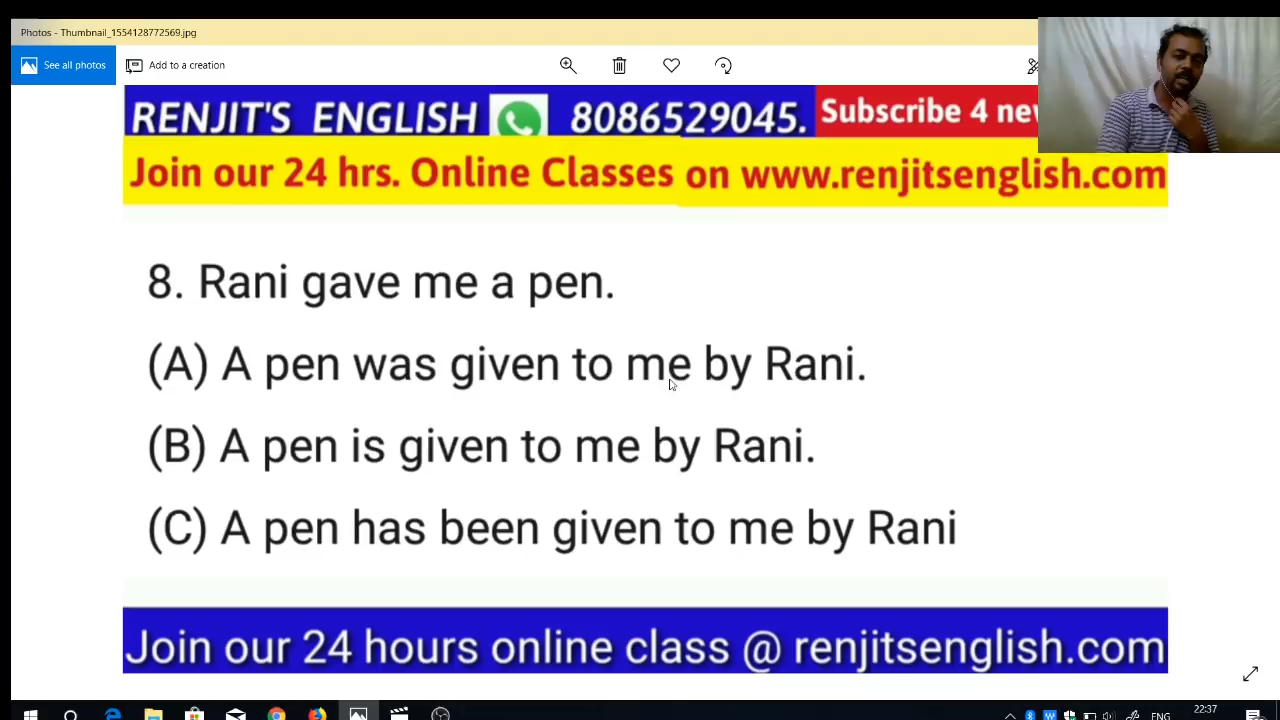 Photos - Thumbnail_1554128772569.jpg
See all photos
Add to a creation
RENJIT'S ENGLISH 8086529045. Subscribe 4 ne
Join our 24 hrs. Online Classes on www.renjitsenglish.com
8. Rani gave me a pen.
(A) A pen was given to me by Rani.
(B) A pen is given to me by Rani.
(C) A pen has been given to me by Rani
Join our 24 hours online class @ renjitsenglish.com
ENG 22:37